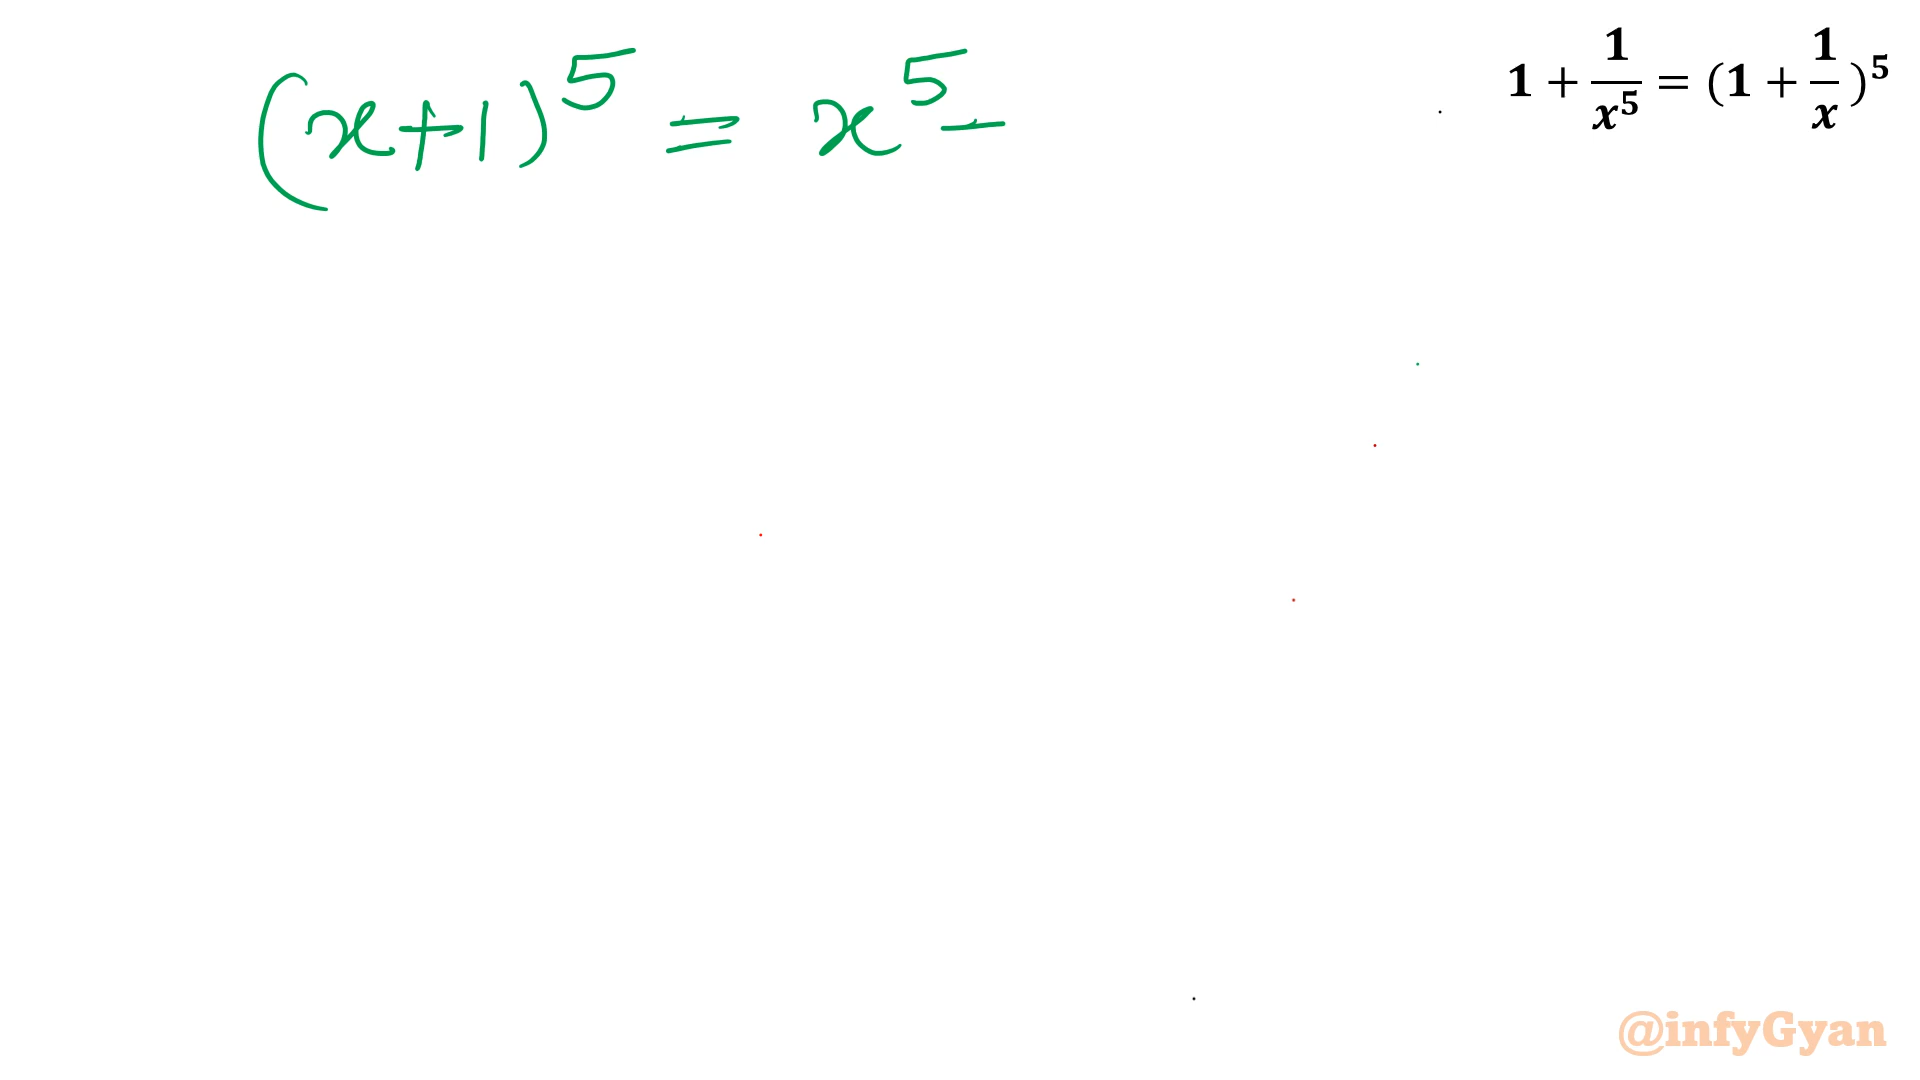 (x+1)^5 = x^5 −
1 + 1/x^5 = (1 + 1/x)^5
@infyGyan